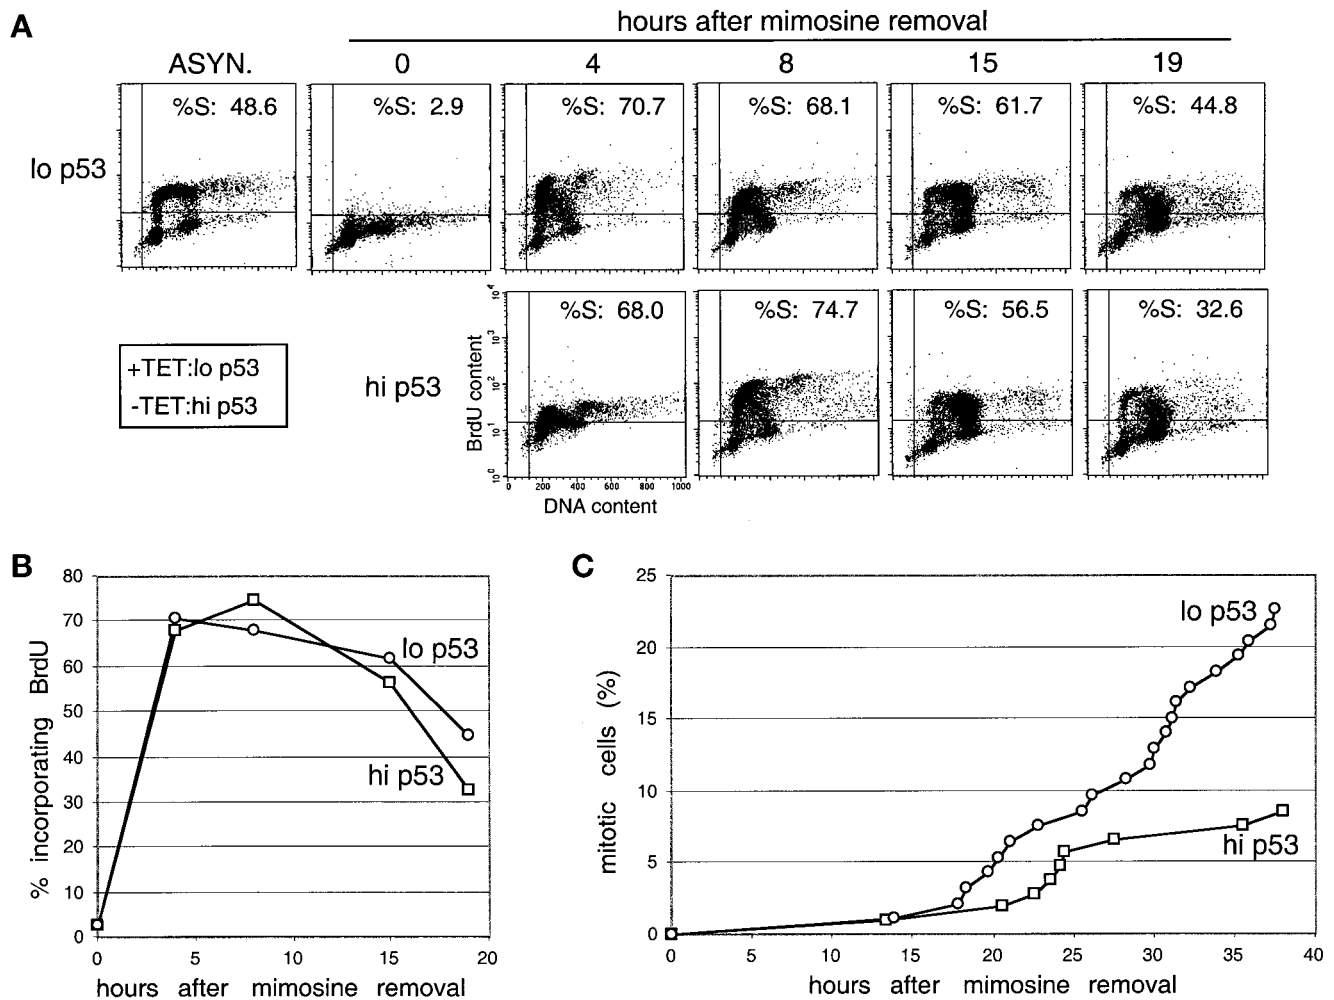 A
hours after mimosine removal
ASYN. 0 4 8 15 19
lo p53
%S: 48.6
%S: 2.9
%S: 70.7
%S: 68.1
%S: 61.7
%S: 44.8
+TET:lo p53
-TET:hi p53
hi p53
%S: 68.0
%S: 74.7
%S: 56.5
%S: 32.6
BrdU content
10⁴
10³
10²
10¹
10⁰
0 200 400 600 800 1000
DNA content
B
% incorporating BrdU
80
70
60
50
40
30
20
10
0
lo p53
hi p53
0 5 10 15 20
hours after mimosine removal
C
mitotic cells (%)
25
20
15
10
5
0
lo p53
hi p53
0 5 10 15 20 25 30 35 40
hours after mimosine removal